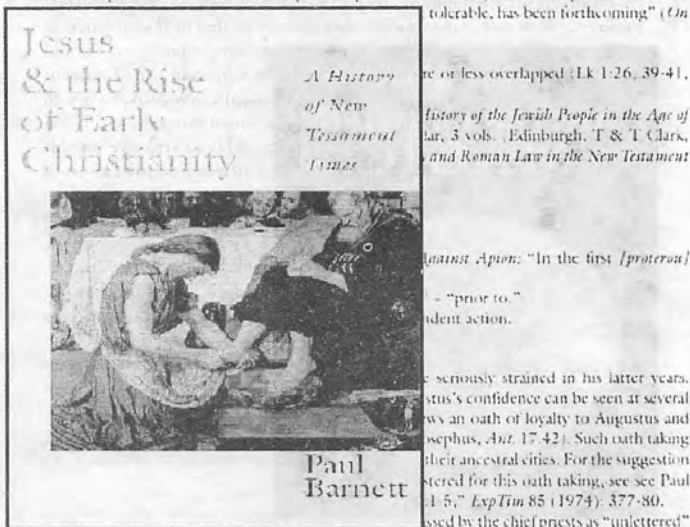 Jesus
& the Rise
of Early
Christianity
A History
of New
Testament
Times
Paul
Barnett
tolerable, has been forthcoming" (On
re or less overlapped (Lk 1:26, 39-41,
History of the Jewish People in the Age of
lar, 3 vols. (Edinburgh: T & T Clark,
and Roman Law in the New Testament
Against Apion: "In the first [proterou]
= "prior to."
dent action.
e seriously strained in his latter years.
stus's confidence can be seen at several
ws an oath of loyalty to Augustus and
osephus, Ant. 17.42). Such oath taking
their ancestral cities. For the suggestion
stered for this oath taking, see see Paul
1-5," ExpTim 85 (1974): 377-80.
ssed by the chief priests as "unlettered"